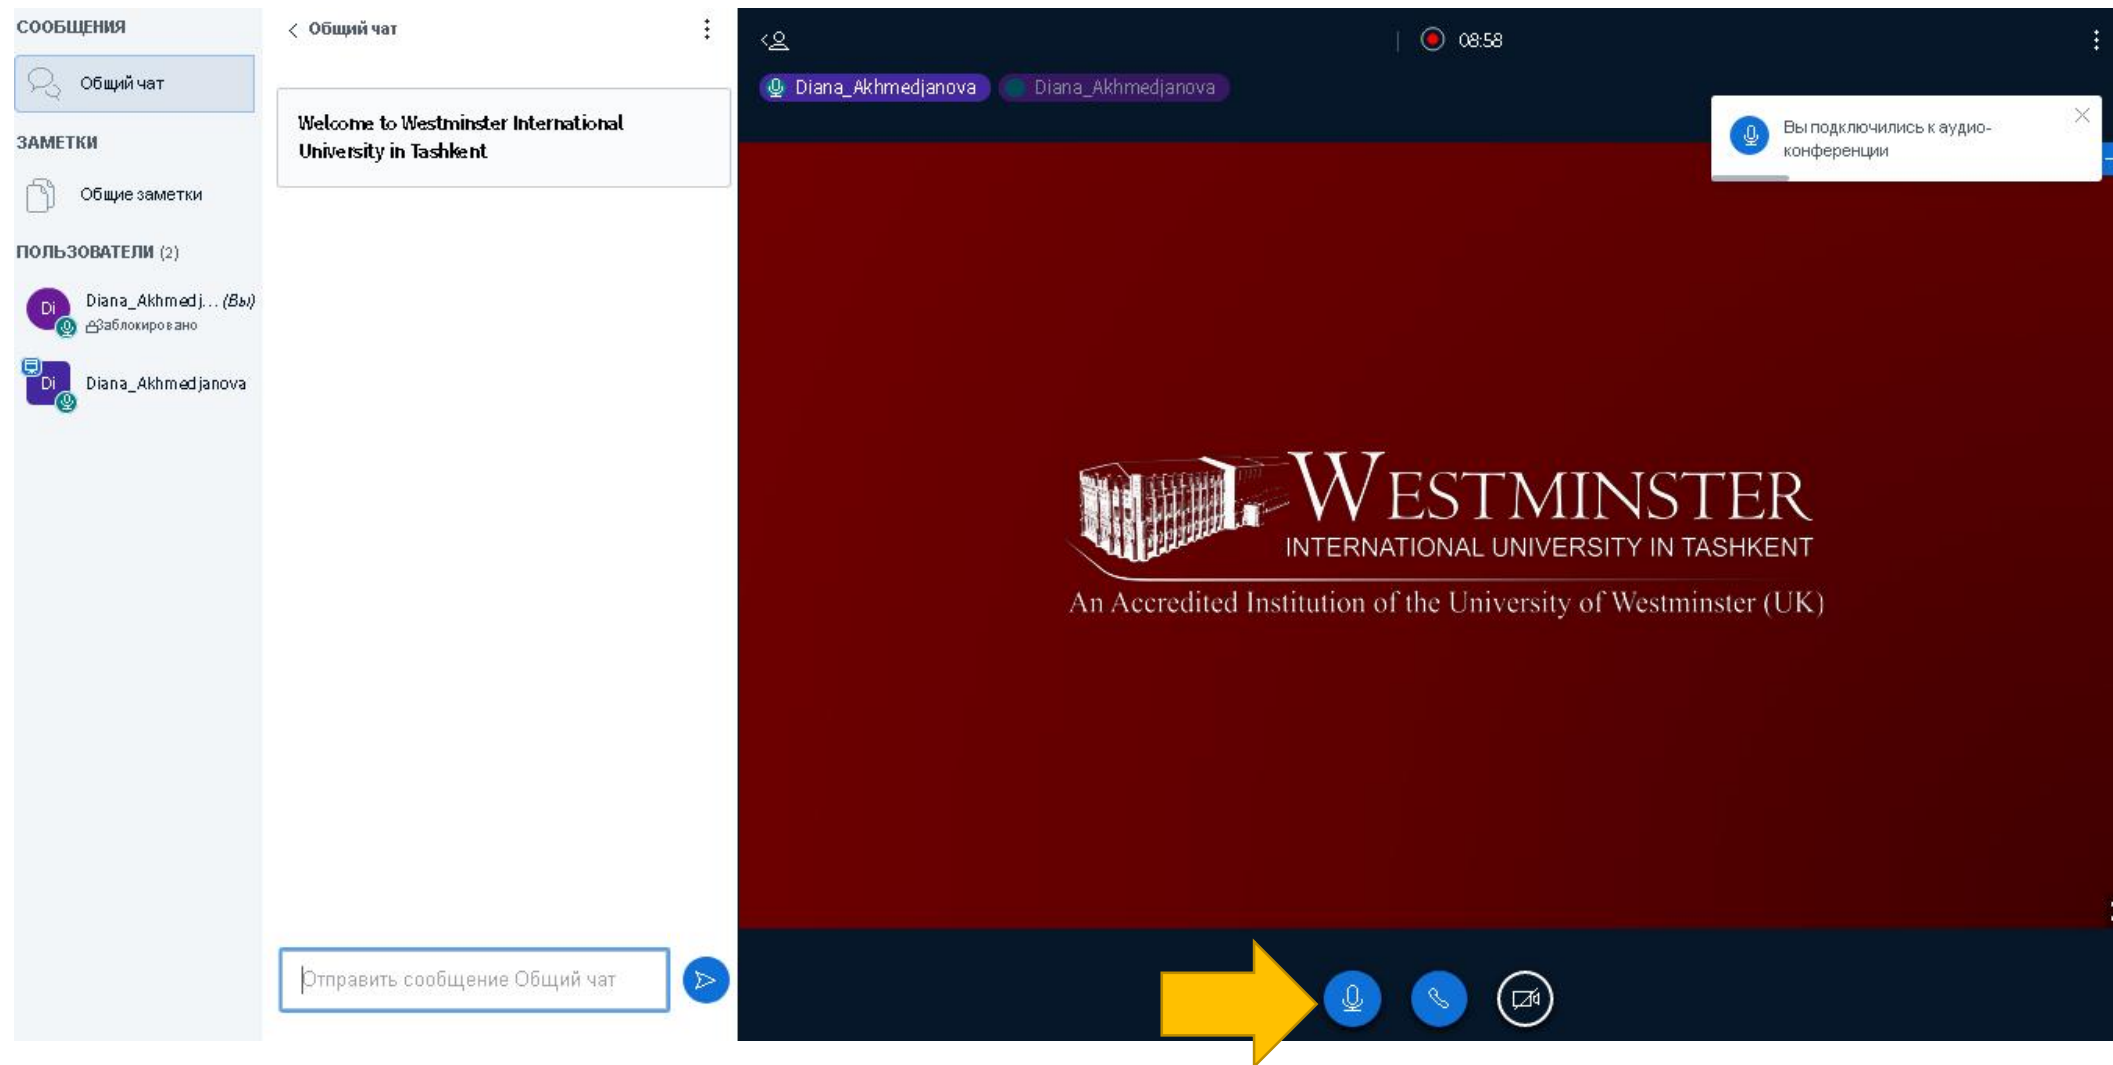 СООБЩЕНИЯ
Общий чат
ЗАМЕТКИ
Общие заметки
ПОЛЬЗОВАТЕЛИ (2)
Di
Diana_Akhmedj... (Вы)
Заблокировано
Di
Diana_Akhmedjanova
Общий чат
Welcome to Westminster International
University in Tashkent
Отправить сообщение Общий чат
08:58
Diana_Akhmedjanova
Diana_Akhmedjanova
Вы подключились к аудио-
конференции
WESTMINSTER
INTERNATIONAL UNIVERSITY IN TASHKENT
An Accredited Institution of the University of Westminster (UK)